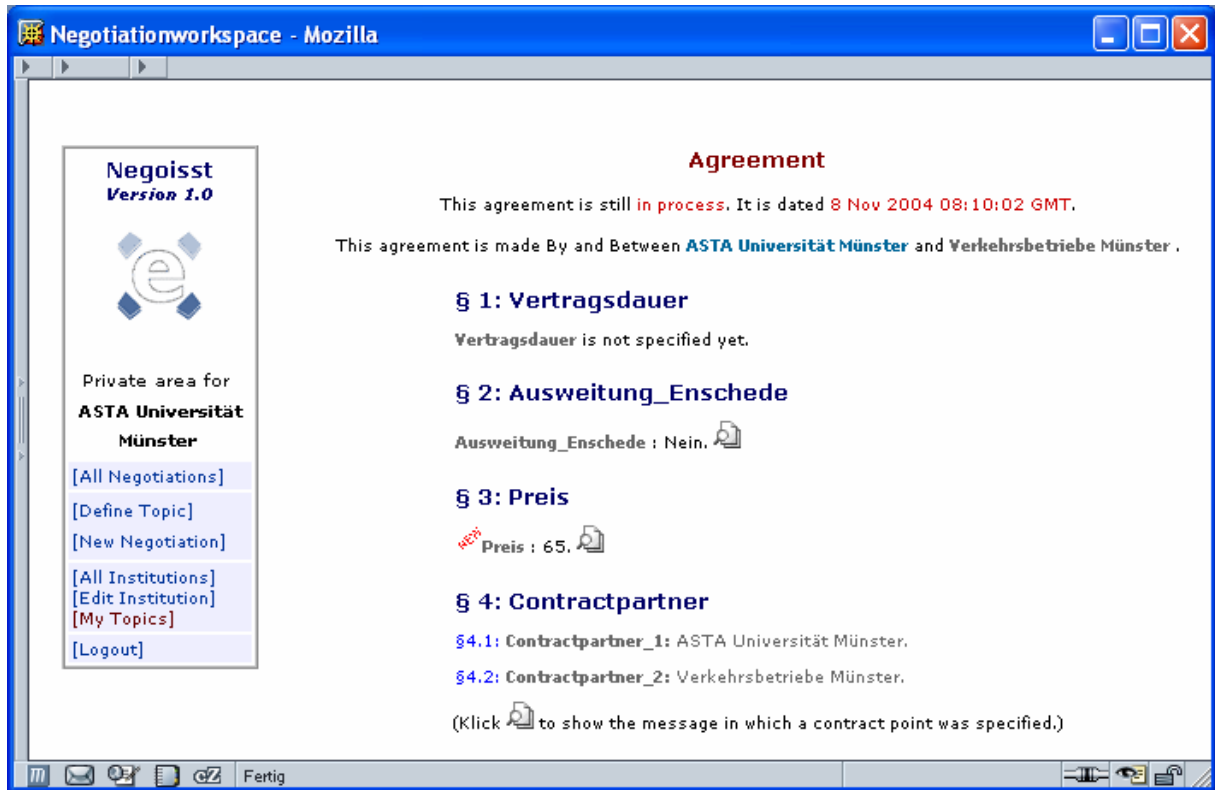 Negotiationworkspace - Mozilla
Negoisst
Version 1.0
e
Private area for
ASTA Universität
Münster
[All Negotiations]
[Define Topic]
[New Negotiation]
[All Institutions]
[Edit Institution]
[My Topics]
[Logout]
Agreement
This agreement is still in process. It is dated 8 Nov 2004 08:10:02 GMT.
This agreement is made By and Between ASTA Universität Münster and Verkehrsbetriebe Münster .
§ 1: Vertragsdauer
Vertragsdauer is not specified yet.
§ 2: Ausweitung_Enschede
Ausweitung_Enschede : Nein.
§ 3: Preis
NEW Preis : 65.
§ 4: Contractpartner
§4.1: Contractpartner_1: ASTA Universität Münster.
§4.2: Contractpartner_2: Verkehrsbetriebe Münster.
(Klick to show the message in which a contract point was specified.)
Fertig